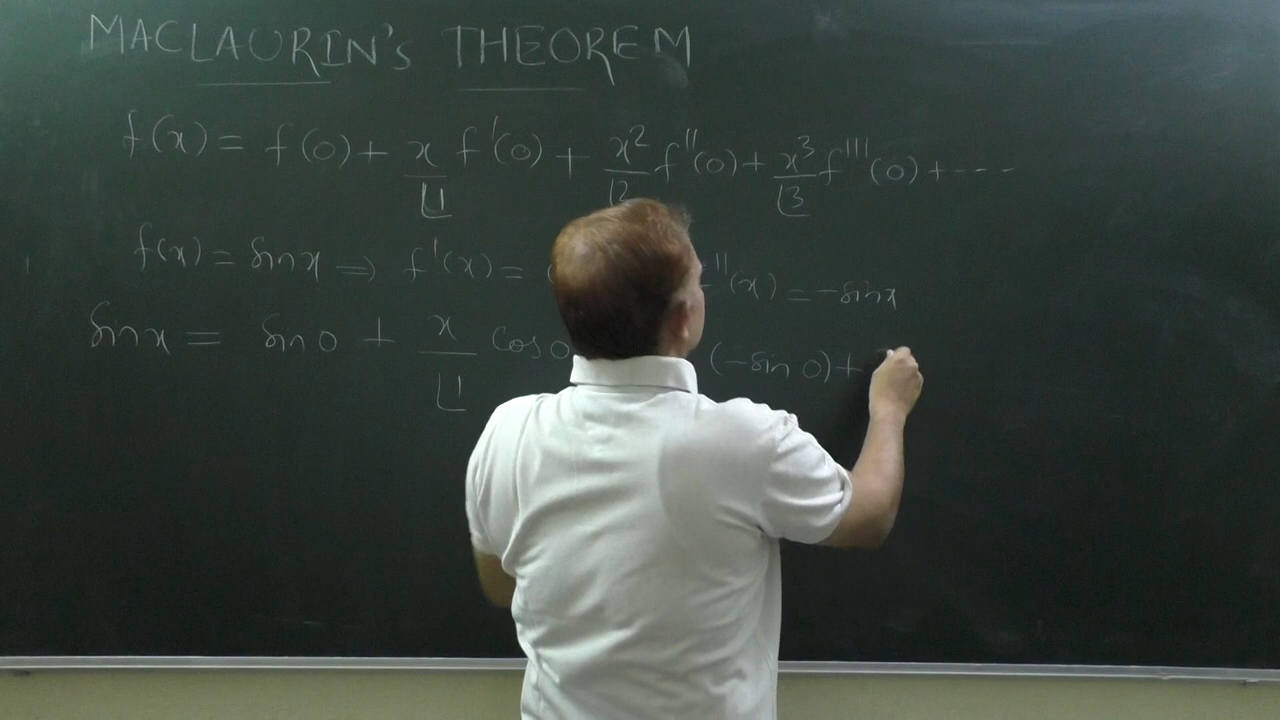 MACLAURIN'S THEOREM
f(x) = f(0) + x/⌊1 f'(0) + x²/⌊2 f''(0) + x³/⌊3 f'''(0) + ----
f(x) = sin x ⇒ f'(x) = ''(x) = -sin x
sin x = sin 0 + x/⌊1 cos 0 (-sin 0) +